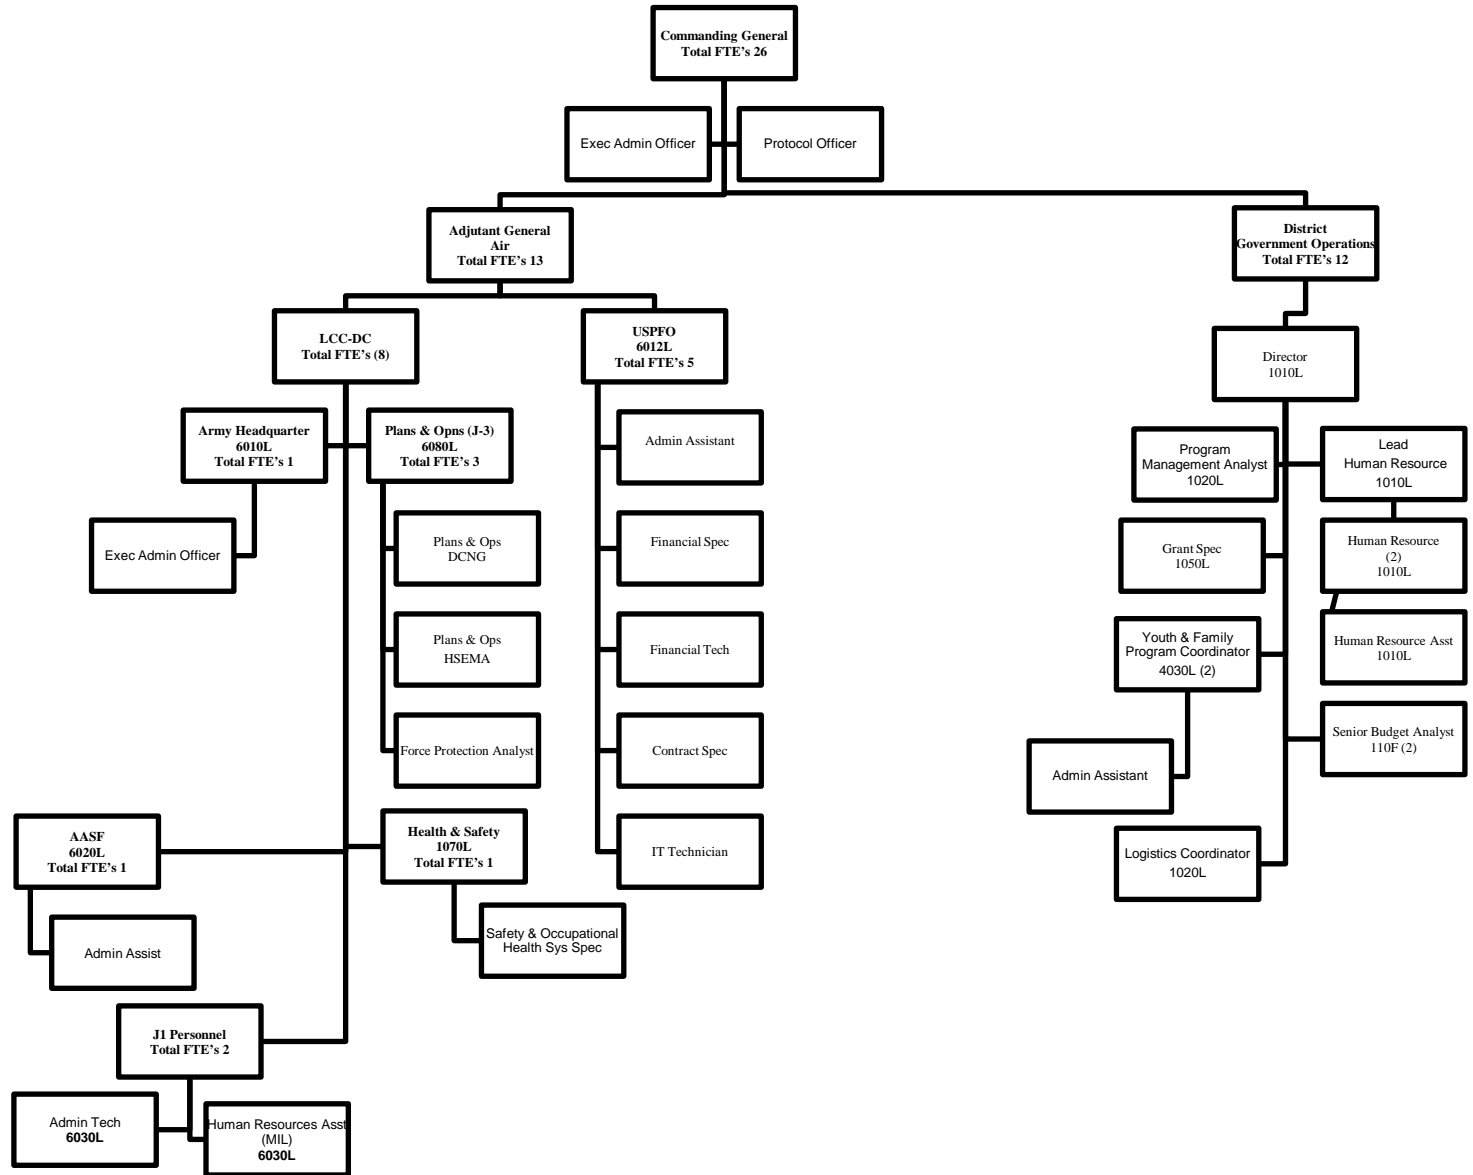 Commanding General
Total FTE's 26
Exec Admin Officer
Protocol Officer
Adjutant General
Air
Total FTE's 13
District
Government Operations
Total FTE's 12
LCC-DC
Total FTE's (8)
USPFO
6012L
Total FTE's 5
Director
1010L
Army Headquarter
6010L
Total FTE's 1
Plans & Opns (J-3)
6080L
Total FTE's 3
Admin Assistant
Program
Management Analyst
1020L
Lead
Human Resource
1010L
Exec Admin Officer
Plans & Ops
DCNG
Financial Spec
Grant Spec
1050L
Human Resource
(2)
1010L
Plans & Ops
HSEMA
Financial Tech
Youth & Family
Program Coordinator
4030L (2)
Human Resource Asst
1010L
Force Protection Analyst
Contract Spec
Admin Assistant
Senior Budget Analyst
110F (2)
AASF
6020L
Total FTE's 1
Health & Safety
1070L
Total FTE's 1
IT Technician
Logistics Coordinator
1020L
Admin Assist
Safety & Occupational
Health Sys Spec
J1 Personnel
Total FTE's 2
Admin Tech
6030L
Human Resources Asst
(MIL)
6030L